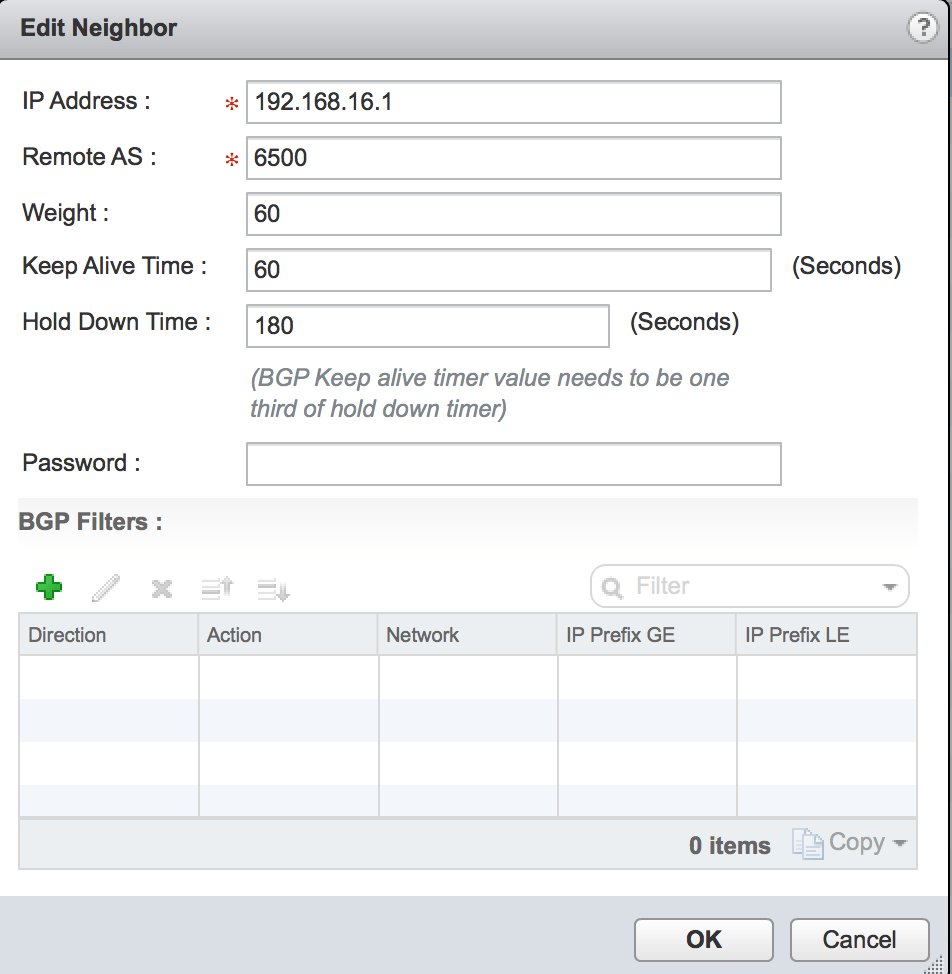 Edit Neighbor
?
IP Address : * 192.168.16.1
Remote AS : * 6500
Weight : 60
Keep Alive Time : 60 (Seconds)
Hold Down Time : 180 (Seconds)
(BGP Keep alive timer value needs to be one
third of hold down timer)
Password :
BGP Filters :
Filter
Direction Action Network IP Prefix GE IP Prefix LE
0 items Copy
OK Cancel